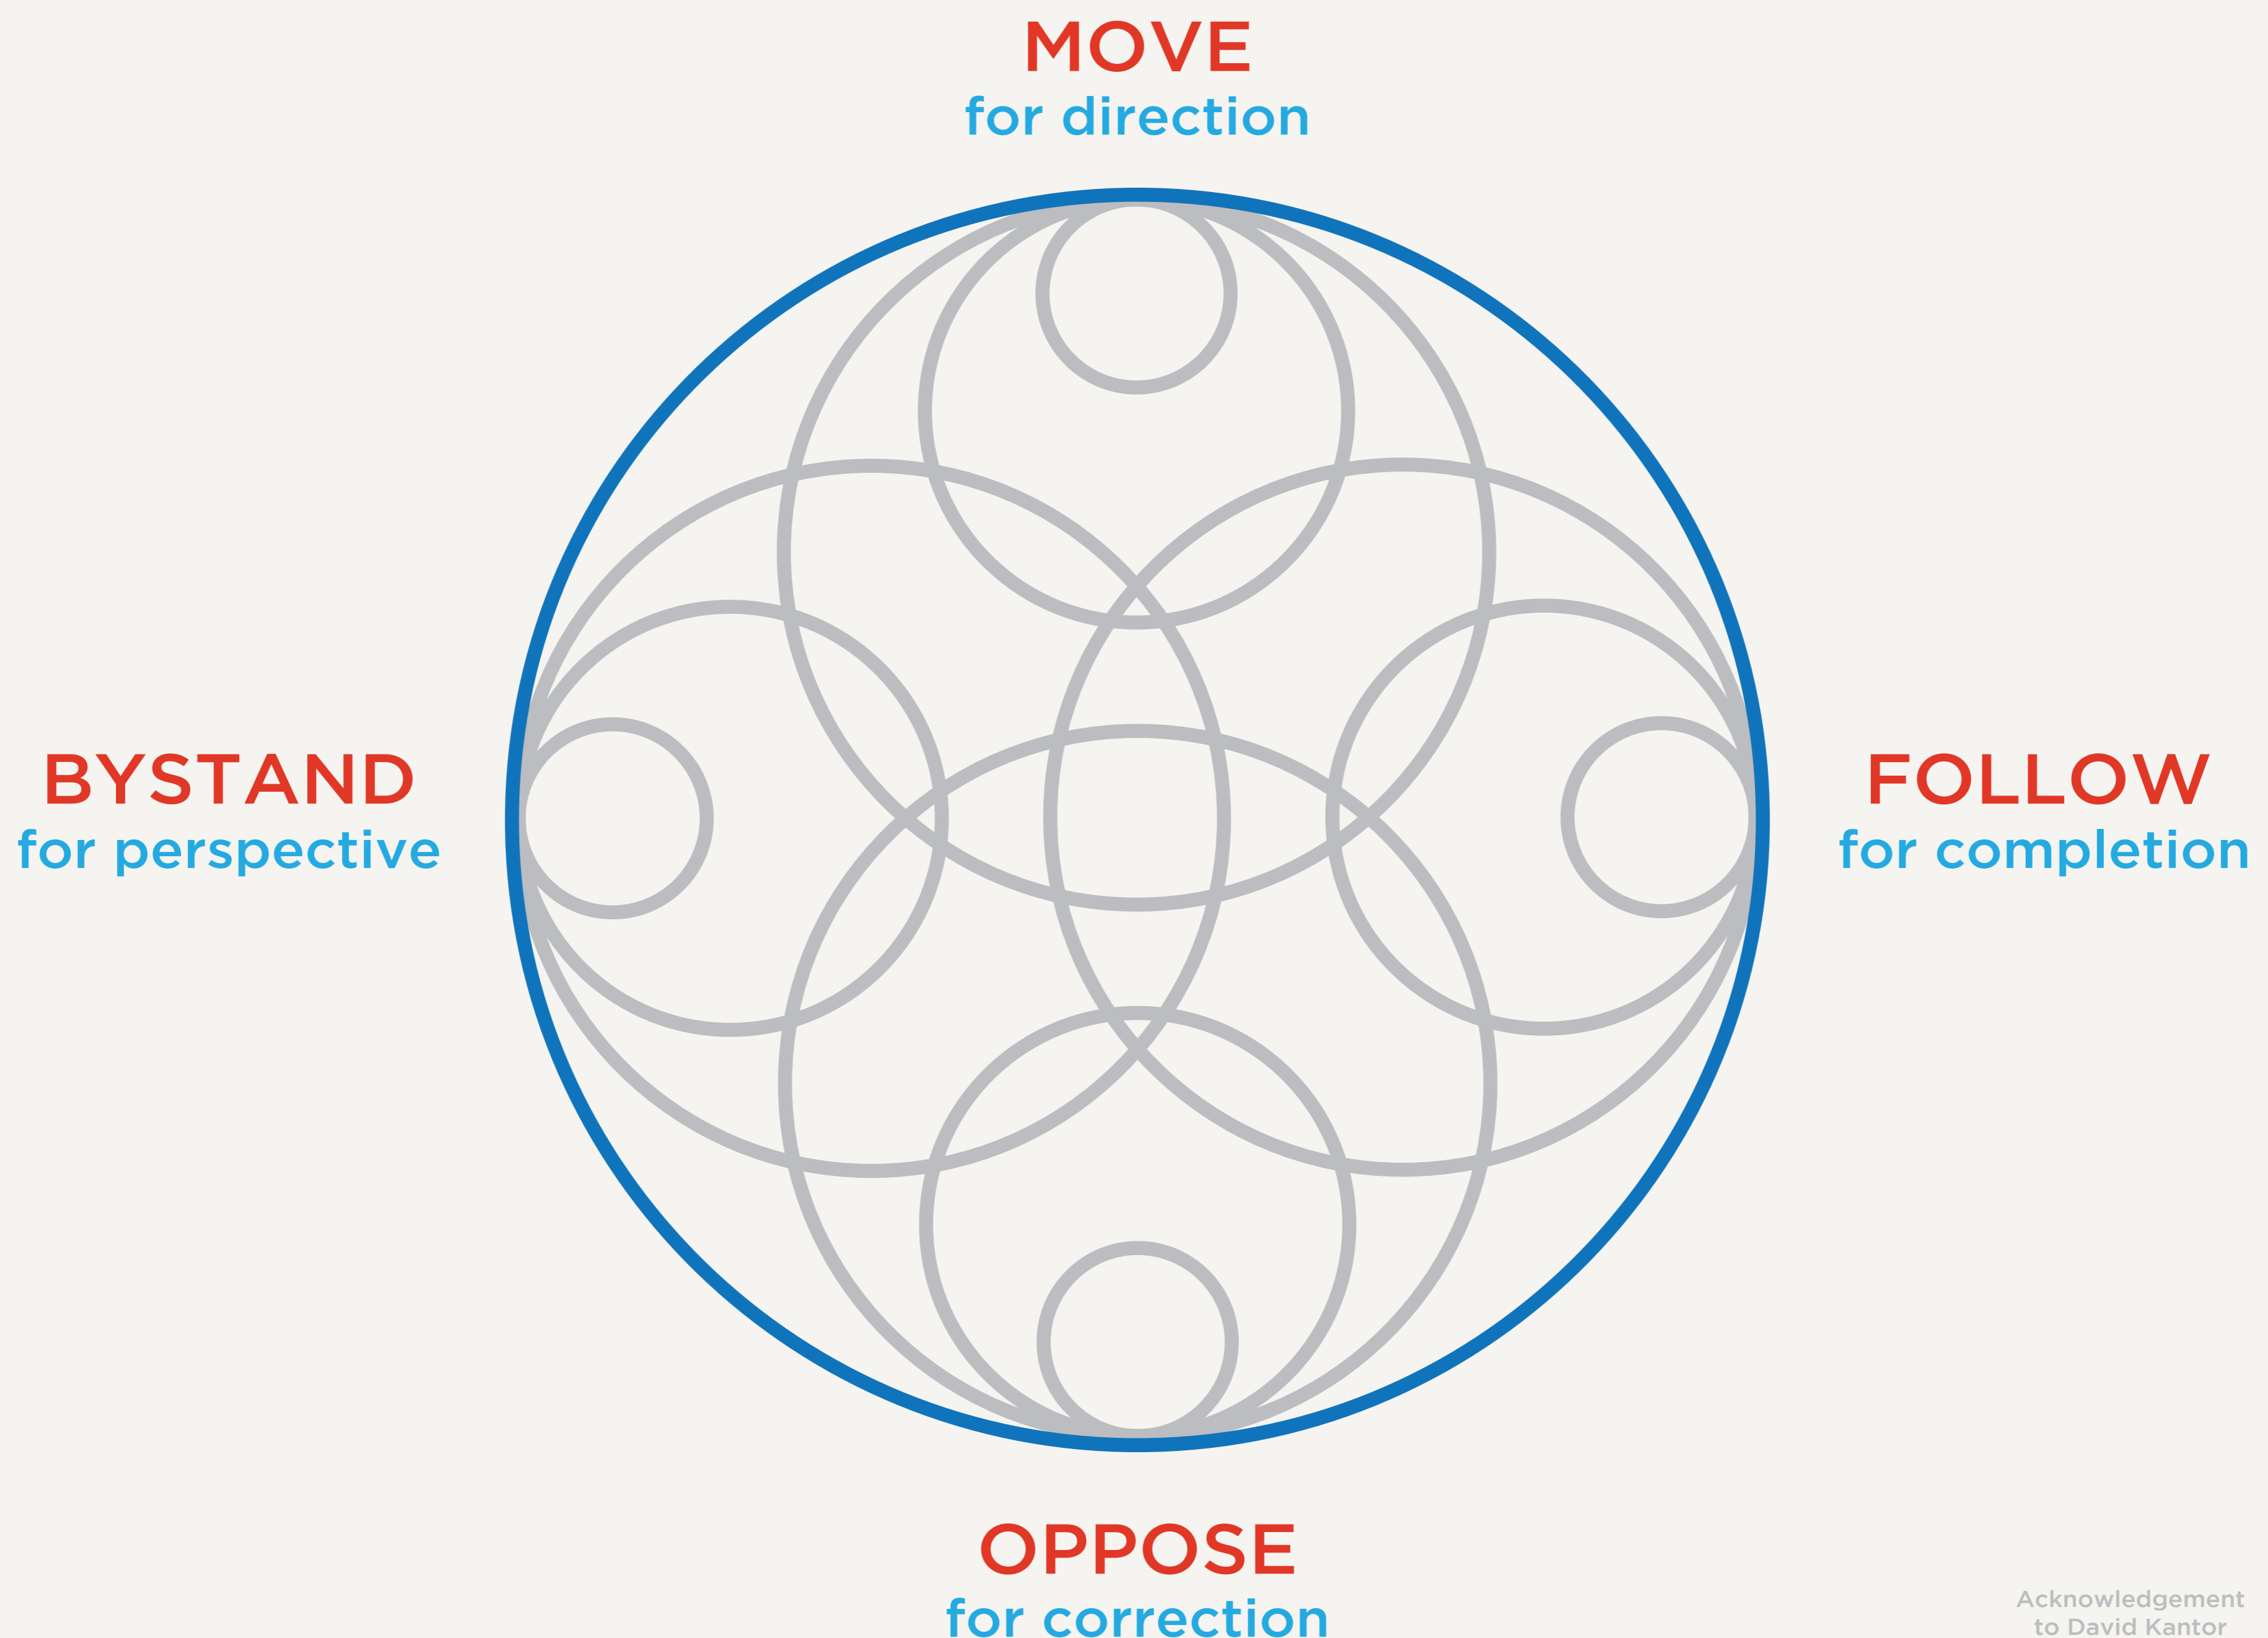 MOVE
for direction
BYSTAND
for perspective
FOLLOW
for completion
OPPOSE
for correction
Acknowledgement
to David Kantor